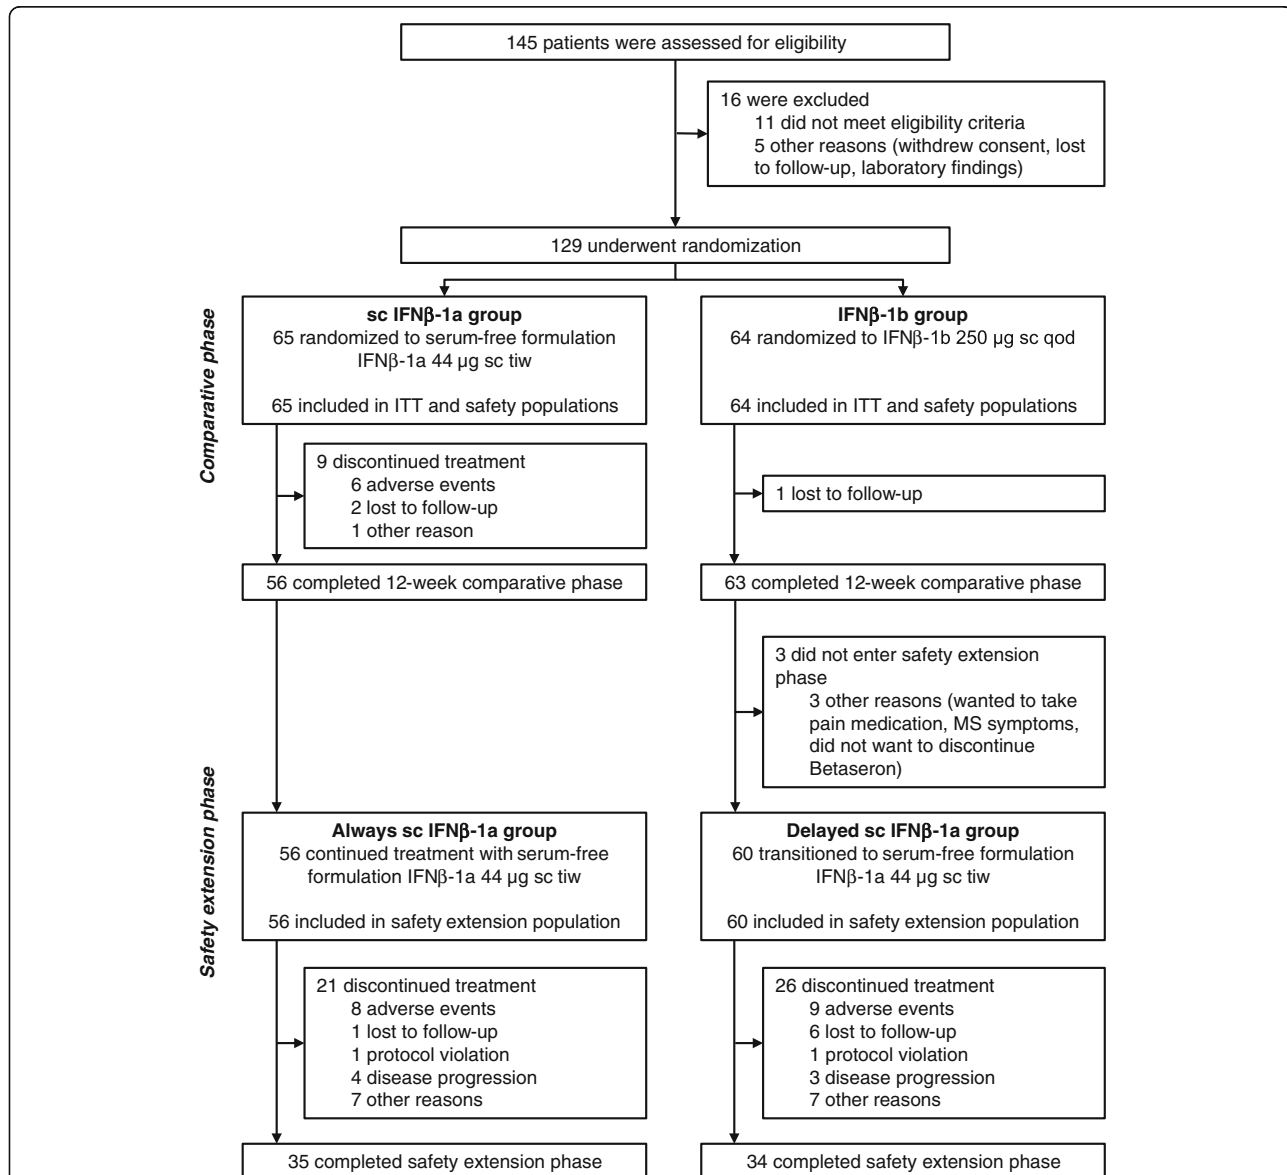 145 patients were assessed for eligibility
16 were excluded
11 did not meet eligibility criteria
5 other reasons (withdrew consent, lost
to follow-up, laboratory findings)
129 underwent randomization
Comparative phase
sc IFNβ-1a group
65 randomized to serum-free formulation
IFNβ-1a 44 µg sc tiw
65 included in ITT and safety populations
IFNβ-1b group
64 randomized to IFNβ-1b 250 µg sc qod
64 included in ITT and safety populations
9 discontinued treatment
6 adverse events
2 lost to follow-up
1 other reason
1 lost to follow-up
56 completed 12-week comparative phase
63 completed 12-week comparative phase
3 did not enter safety extension
phase
3 other reasons (wanted to take
pain medication, MS symptoms,
did not want to discontinue
Betaseron)
Safety extension phase
Always sc IFNβ-1a group
56 continued treatment with serum-free
formulation IFNβ-1a 44 µg sc tiw
56 included in safety extension population
Delayed sc IFNβ-1a group
60 transitioned to serum-free formulation
IFNβ-1a 44 µg sc tiw
60 included in safety extension population
21 discontinued treatment
8 adverse events
1 lost to follow-up
1 protocol violation
4 disease progression
7 other reasons
26 discontinued treatment
9 adverse events
6 lost to follow-up
1 protocol violation
3 disease progression
7 other reasons
35 completed safety extension phase
34 completed safety extension phase